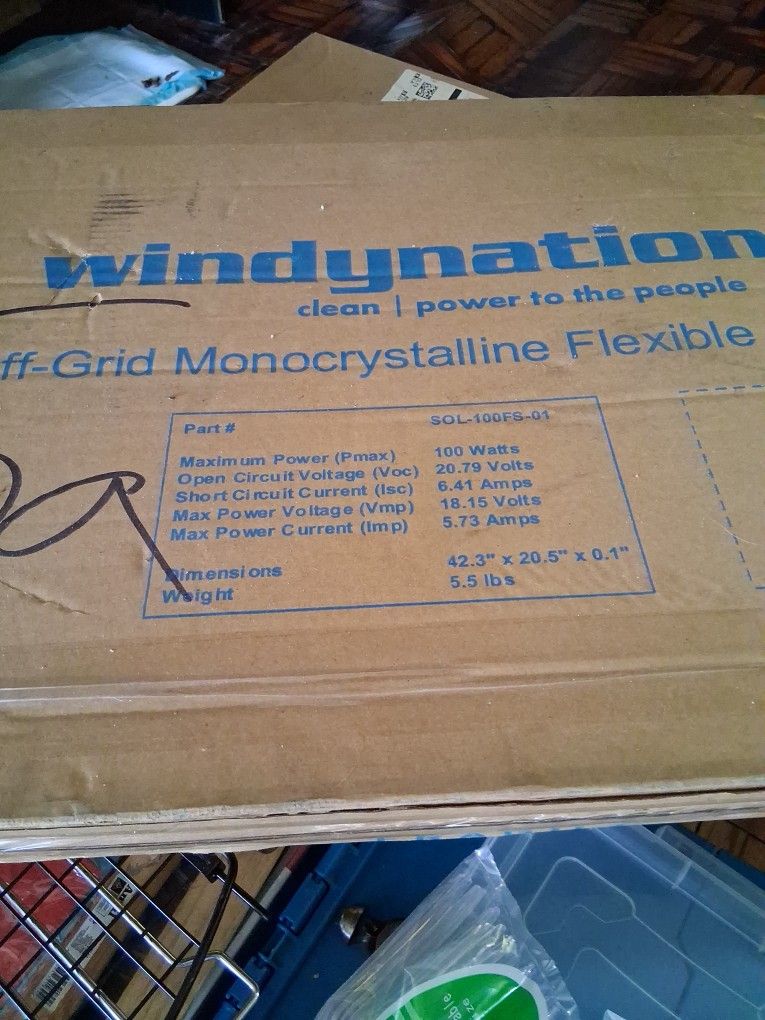 windynation
clean | power to the people
ff-Grid Monocrystalline Flexible
Part # SOL-100FS-01
Maximum Power (Pmax) 100 Watts
Open Circuit Voltage (Voc) 20.79 Volts
Short Circuit Current (Isc) 6.41 Amps
Max Power Voltage (Vmp) 18.15 Volts
Max Power Current (Imp) 5.73 Amps
Dimensions 42.3" x 20.5" x 0.1"
Weight 5.5 lbs